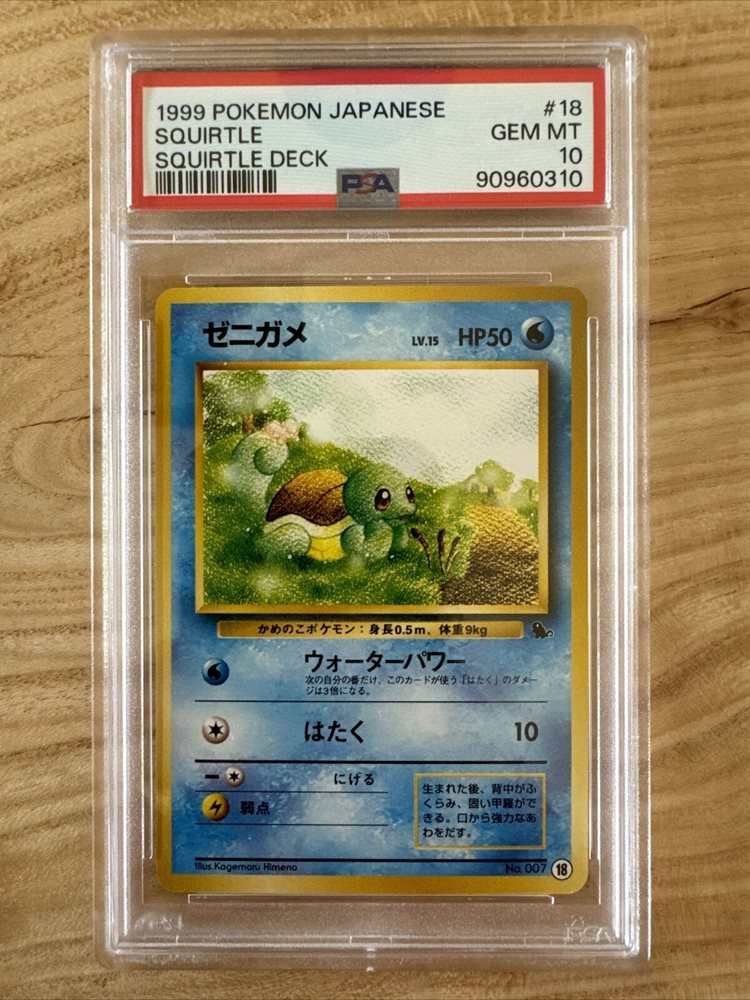 1999 POKEMON JAPANESE #18
SQUIRTLE GEM MT
SQUIRTLE DECK 10
PSA 90960310
ゼニガメ LV.15 HP50
かめのこポケモン：身長0.5m、体重9kg
ウォーターパワー
次の自分の番だけ、このカードが使う「はたく」のダメー
ジは3倍になる。
はたく 10
にげる
弱点
生まれた後、背中がふ
くらみ、固い甲羅がで
きる。口から強力なあ
わをだす。
Illus Kagemaru Himeno No. 007 18